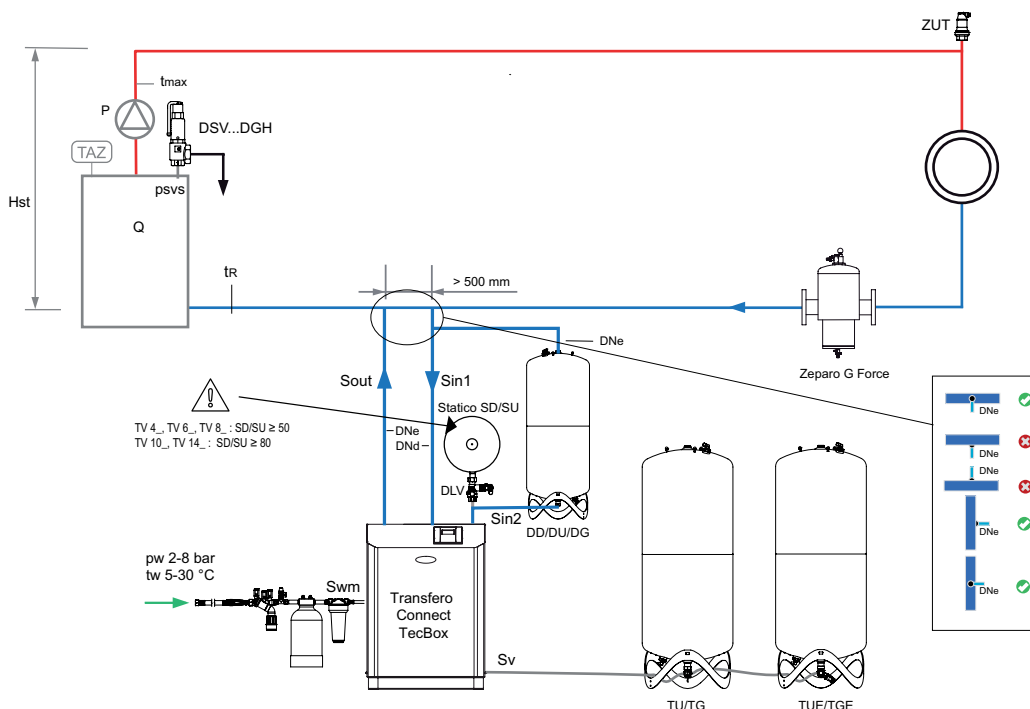 ZUT
tmax
P
DSV...DGH
TAZ
psvs
Hst
Q
tR
> 500 mm
DNe
Zeparo G Force
Sout
Sin1
Statico SD/SU
TV 4_, TV 6_, TV 8_ : SD/SU ≥ 50
TV 10_, TV 14_ : SD/SU ≥ 80
DNe
DNd
DLV
Sin2
DD/DU/DG
DNe
DNe
DNe
DNe
pw 2-8 bar
tw 5-30 °C
Swm
Transfero
Connect
TecBox
Sv
TU/TG
TUE/TGE